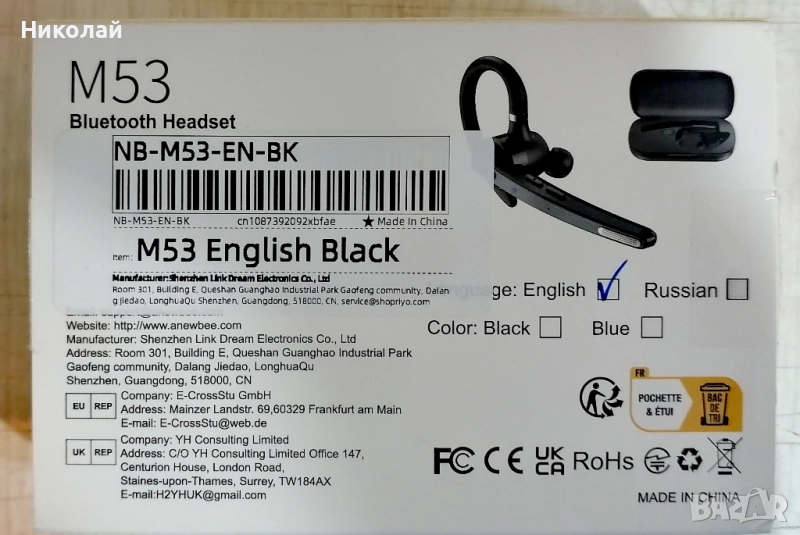 Николай
M53
Bluetooth Headset
NB-M53-EN-BK
NB-M53-EN-BK cn1087392092xbfae ★ Made in China
Item: M53 English Black
Manufacturer:Shenzhen Link Dream Electronics Co., Ltd
Room 301, Building E, Queshan Guanghao Industrial Park Gaofeng community, Dalan
g Jiedao, LonghuaQu Shenzhen, Guangdong, 518000, CN, service@shopriyo.com
ge: English Russian
Color: Black Blue
Website: http://www.anewbee.com
Manufacturer: Shenzhen Link Dream Electronics Co., Ltd
Address: Room 301, Building E, Queshan Guanghao Industrial Park
Gaofeng community, Dalang Jiedao, LonghuaQu
Shenzhen, Guangdong, 518000, CN
EU REP
Company: E-CrossStu GmbH
Address: Mainzer Landstr. 69,60329 Frankfurt am Main
E-mail: E-CrosStu@web.de
UK REP
Company: YH Consulting Limited
Address: C/O YH Consulting Limited Office 147,
Centurion House, London Road,
Staines-upon-Thames, Surrey, TW184AX
E-mail:H2YHUK@gmail.com
FR
POCHETTE
& ÉTUI
BAC
DE
TRI
FC CE UK
CA RoHs
MADE IN CHINA
BAZAR